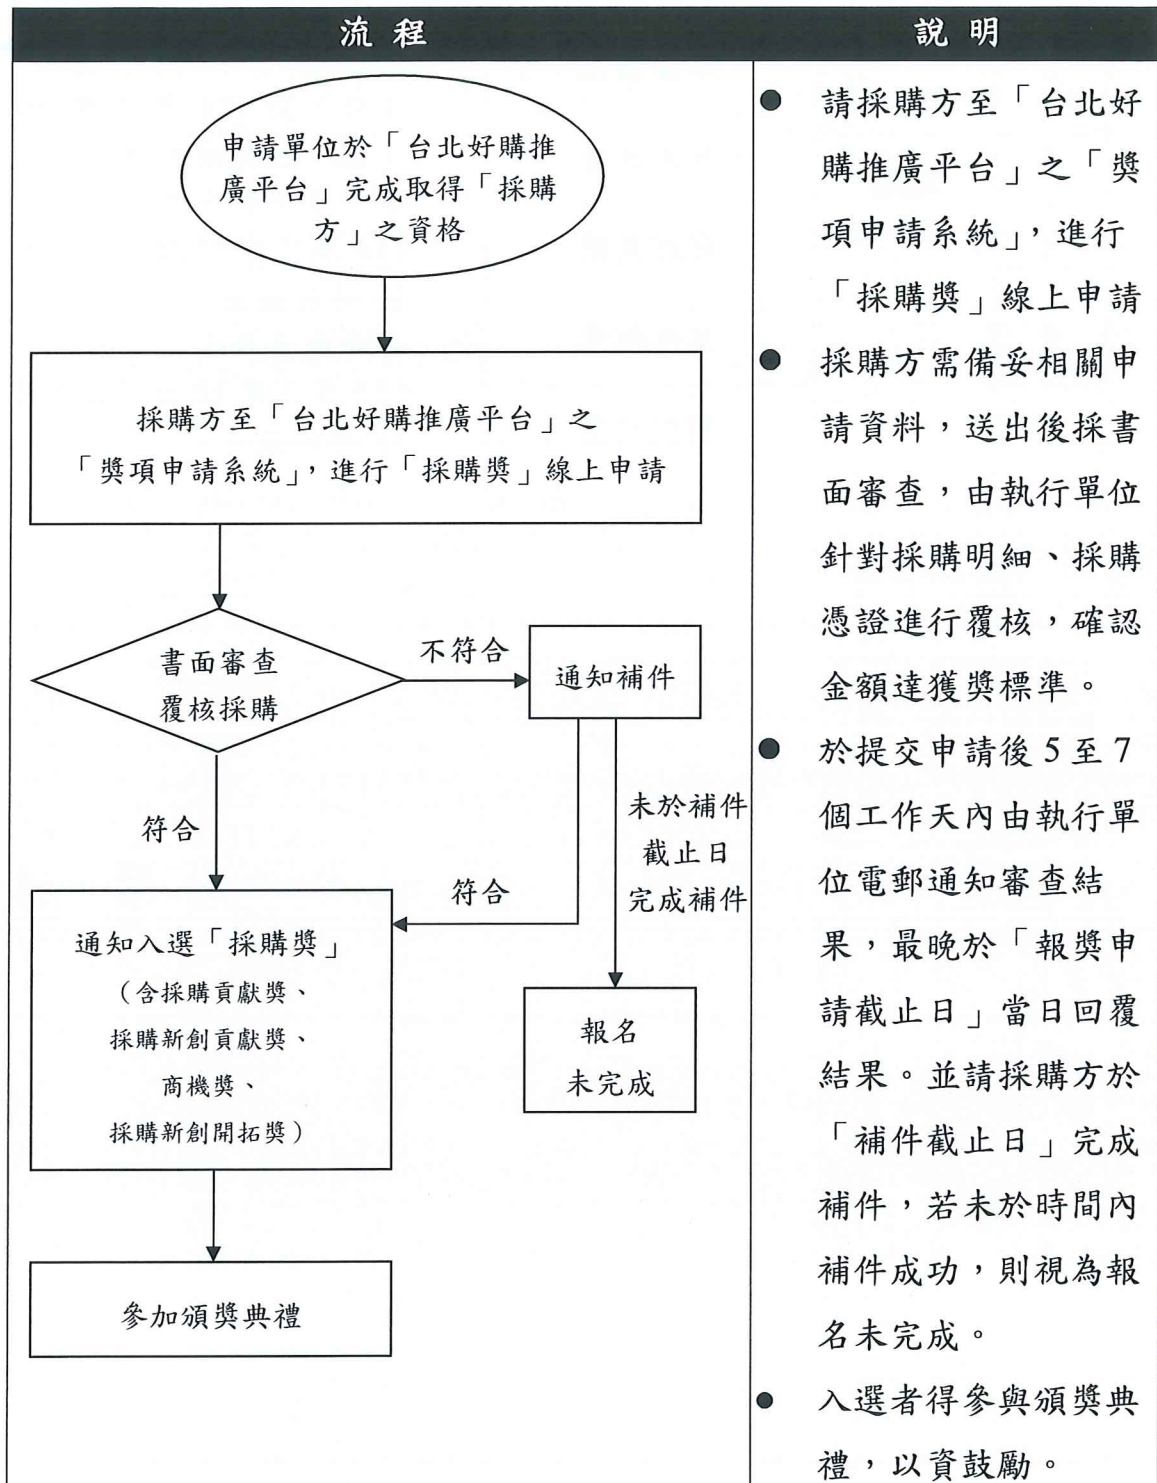 流程
說明
申請單位於「台北好購推
廣平台」完成取得「採購
方」之資格
採購方至「台北好購推廣平台」之
「獎項申請系統」，進行「採購獎」線上申請
書面審查
覆核採購
不符合
通知補件
符合
未於補件
截止日
完成補件
符合
通知入選「採購獎」
（含採購貢獻獎、
採購新創貢獻獎、
商機獎、
採購新創開拓獎）
報名
未完成
參加頒獎典禮
● 請採購方至「台北好
購推廣平台」之「獎
項申請系統」，進行
「採購獎」線上申請
● 採購方需備妥相關申
請資料，送出後採書
面審查，由執行單位
針對採購明細、採購
憑證進行覆核，確認
金額達獲獎標準。
● 於提交申請後 5 至 7
個工作天內由執行單
位電郵通知審查結
果，最晚於「報獎申
請截止日」當日回覆
結果。並請採購方於
「補件截止日」完成
補件，若未於時間內
補件成功，則視為報
名未完成。
● 入選者得參與頒獎典
禮，以資鼓勵。